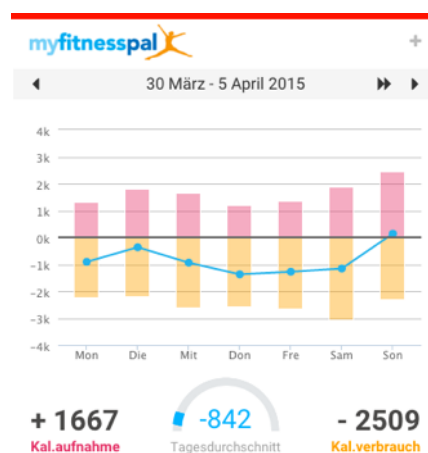 myfitnesspal
+
30 März - 5 April 2015
4k
3k
2k
1k
0k
-1k
-2k
-3k
-4k
Mon Die Mit Don Fre Sam Son
+ 1667 -842 - 2509
Kal.aufnahme Tagesdurchschnitt Kal.verbrauch